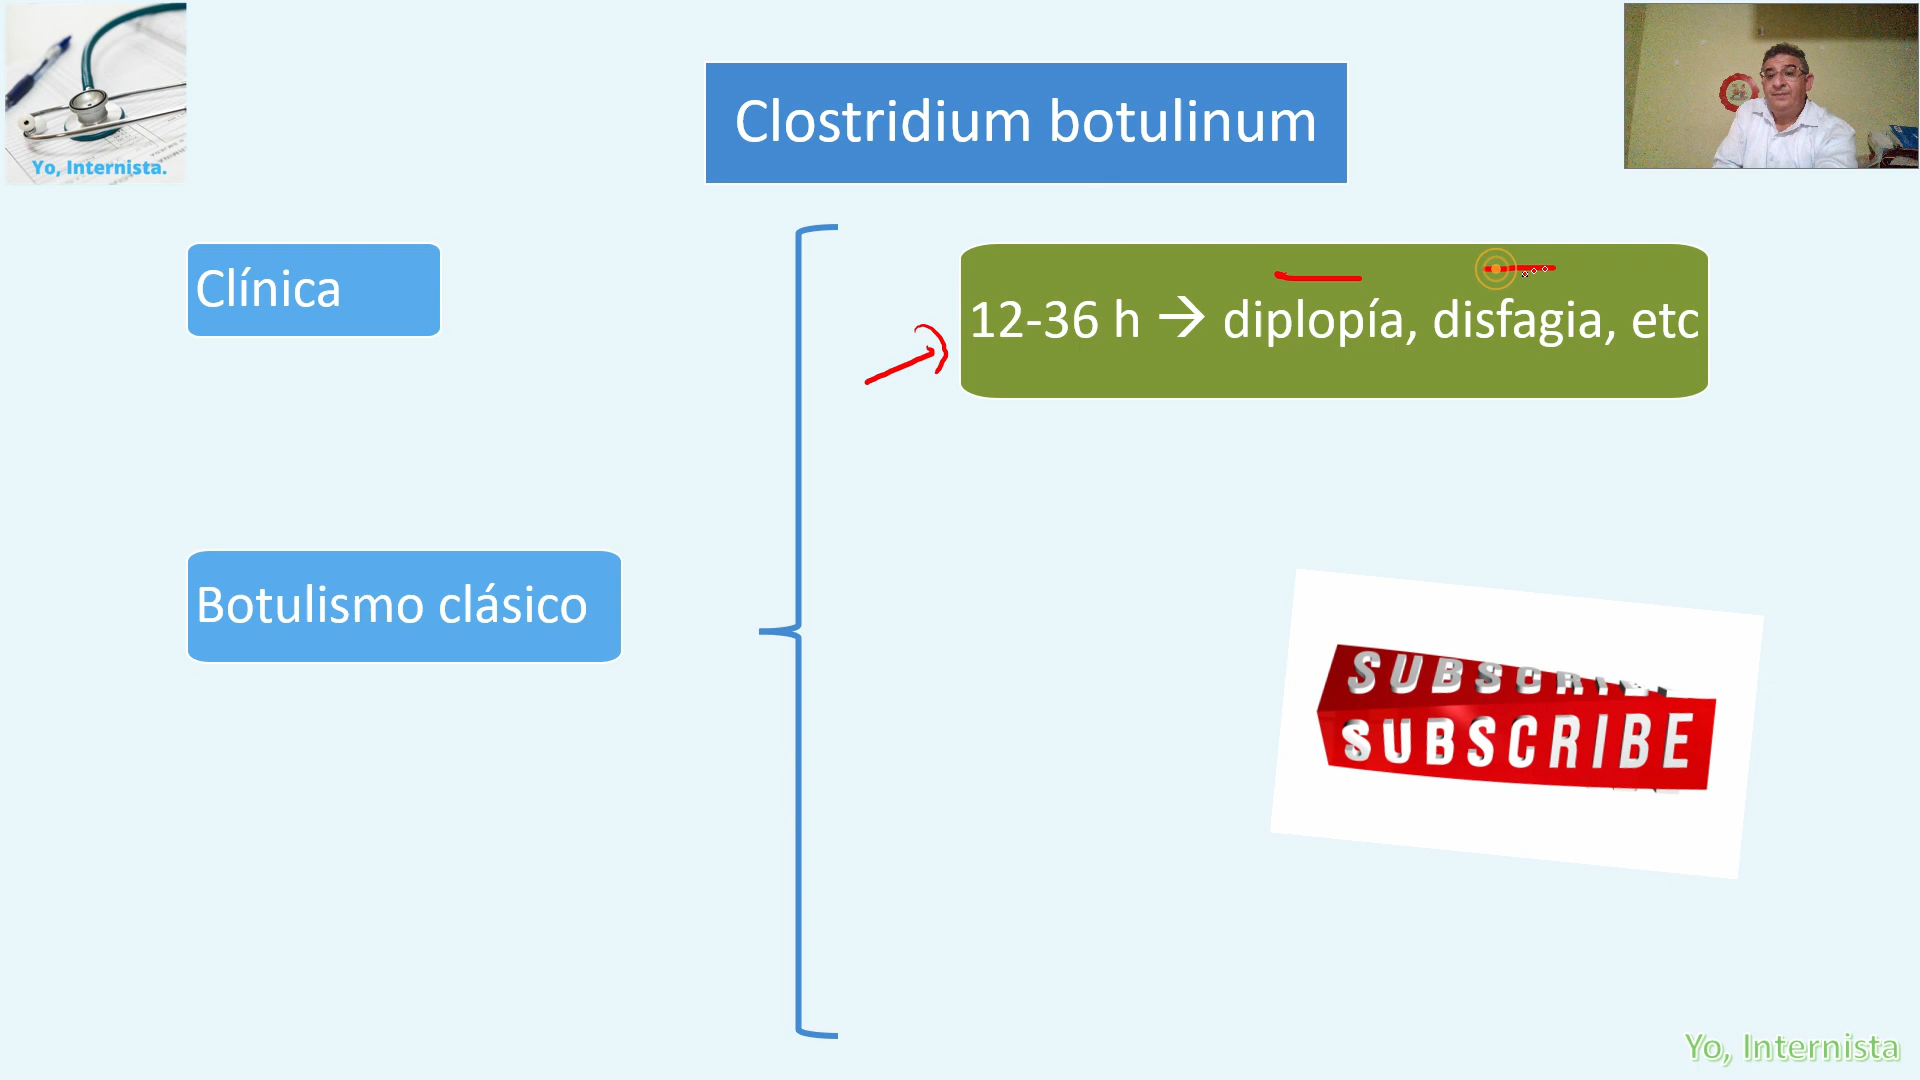 Yo, Internista.
Clostridium botulinum
Clínica
12-36 h → diplopía, disfagia, etc
Botulismo clásico
SUBSCRIBE
SUBSCRIBE
Yo, Internista